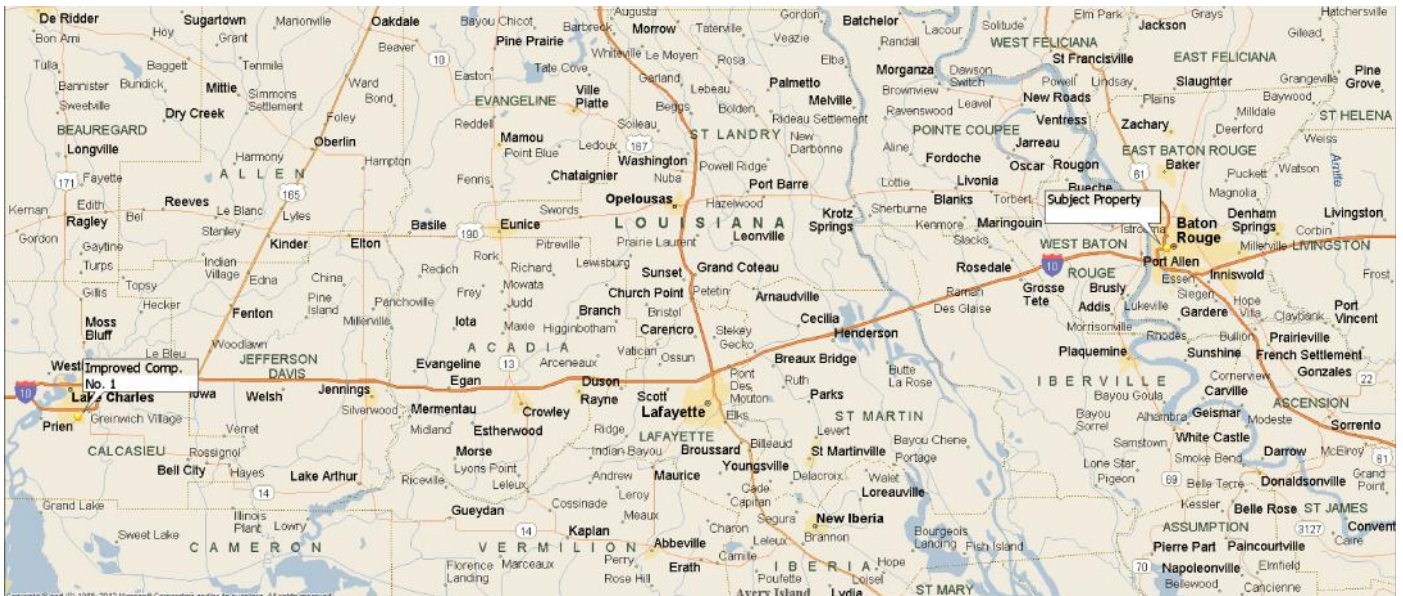 De Ridder
Sugartown
Marionville
Oakdale
Bayou Chicot
Augusta
Barbreck
Morrow
Taterville
Gordon
Batchelor
Lacour
Solitude
Elm Park
Grays
Hatchersville
Bon Ami
Hoy
Grant
Beaver
Pine Prairie
Veazie
Randall
WEST FELICIANA
Jackson
Gilead
Tulla
Baggett
Tenmile
10
Whiteville
Le Moyen
Rosa
Elba
Morganza
Dawson
Switch
St Francisville
EAST FELICIANA
Bannister
Bundick
Mittie
Simmons
Settlement
Ward
Bond
Easton
Tate Cove
Garland
Lebeau
Palmetto
Brownview
Powell
Lindsay
Slaughter
Grangeville
Pine
Grove
Sweetville
Dry Creek
Foley
EVANGELINE
Ville
Platte
Beggs
Bolden
Melville
Rideau Settlement
Ravenswood
Leavel
New Roads
Plains
Baywood
Milldale
BEAUREGARD
Reddell
Soileau
ST LANDRY
New
Darbonne
POINTE COUPEE
Ventress
Zachary
Deerford
ST HELENA
Longville
Oberlin
Mamou
Point Blue
Ledoux
167
Washington
Aline
Jarreau
EAST BATON ROUGE
Weiss
Harmony
Hampton
Powell Ridge
Fordoche
Oscar
Rougon
Baker
Amite
171
Fayette
ALLEN
165
Fenris
Chataignier
Nuba
Port Barre
Lottie
Livonia
Bueche
61
Puckett
Watson
Magnolia
Kernan
Edith
Ragley
Bel
Reeves
Le Blanc
Lyles
Basile
Swords
Opelousas
Hazelwood
Krotz
Springs
Sherburne
Blanks
Torbert
Subject Property
Denham
Springs
Livingston
Gordon
Stanley
Kinder
Elton
190
Eunice
LOUISIANA
Kenmore
Maringouin
Istrouma
Baton
Rouge
Corbin
Gaytine
Pitreville
Prairie Laurent
Leonville
Slacks
WEST BATON
ROUGE
Millerville
LIVINGSTON
Turps
Topsy
Indian
Village
Edna
China
Redich
Rork
Richard
Lewisburg
Sunset
Grand Coteau
Rosedale
10
Port Allen
Essen
Inniswold
Frost
Gillis
Hecker
Pine
Island
Panchoville
Frey
Mowata
Judd
Church Point
Petetin
Arnaudville
Raman
Grosse
Tete
Brusly
Siegen
Hope
Villa
Port
Vincent
Moss
Bluff
Fenton
Millerville
Iota
Maxie
Branch
Higginbotham
Bristol
Carencro
Stekey
Gecko
Cecilia
Des Glaise
Addis
Lukeville
Gardere
Claybank
Le Bleu
Woodlawn
ACADIA
Vatican
Ossun
Henderson
Morrisonville
Rhodes
Bullion
Prairieville
Improved Comp.
No. 1
JEFFERSON
DAVIS
Evangeline
Egan
13
Arceneaux
Breaux Bridge
Plaquemine
Sunshine
French Settlement
10
Lake Charles
Iowa
Welsh
Jennings
Duson
Rayne
Scott
Pont
Des
Mouton
Ruth
Butte
La Rose
IBERVILLE
Cornerview
Gonzales
22
Prien
Greenwich Village
Silverwood
Mermentau
Crowley
Lafayette
Elks
Parks
Bayou Goula
Carville
ASCENSION
Verret
Midland
Estherwood
Ridge
ST MARTIN
Bayou
Sorrel
Alhambra
Geismar
Modeste
Sorrento
CALCASIEU
Rossignol
Morse
Indian Bayou
LAFAYETTE
Broussard
Billeaud
Levert
Bayou Chene
Samstown
White Castle
Bell City
Hayes
Lake Arthur
Lyons Point
Youngsville
St Martinville
Portage
Lone Star
Pigeon
Smoke Bend
Darrow
McElroy
61
14
Riceville
Leleux
Andrew
Maurice
Cade
Delacroix
Walet
69
Belle Terre
Donaldsonville
Grand
Point
Grand Lake
Gueydan
Cossinade
Leroy
Capitan
Loreauville
Kessler
Belle Rose
ST JAMES
Illinois
Plant
Lowry
14
Meaux
Segura
New Iberia
ASSUMPTION
3127
Convent
Sweet Lake
Kaplan
Charon
Leleux
Brannon
Bourgeois
Landing
Fish Island
Pierre Part
Paincourtville
Caire
CAMERON
VERMILION
Abbeville
Camille
IBERIA
Hope
70
Napoleonville
Elmfield
Florence
Landing
Marceaux
Perry
Rose Hill
Erath
Poufette
Loisel
ST MARY
Bellewood
Cancienne
Avery Island
Lydia